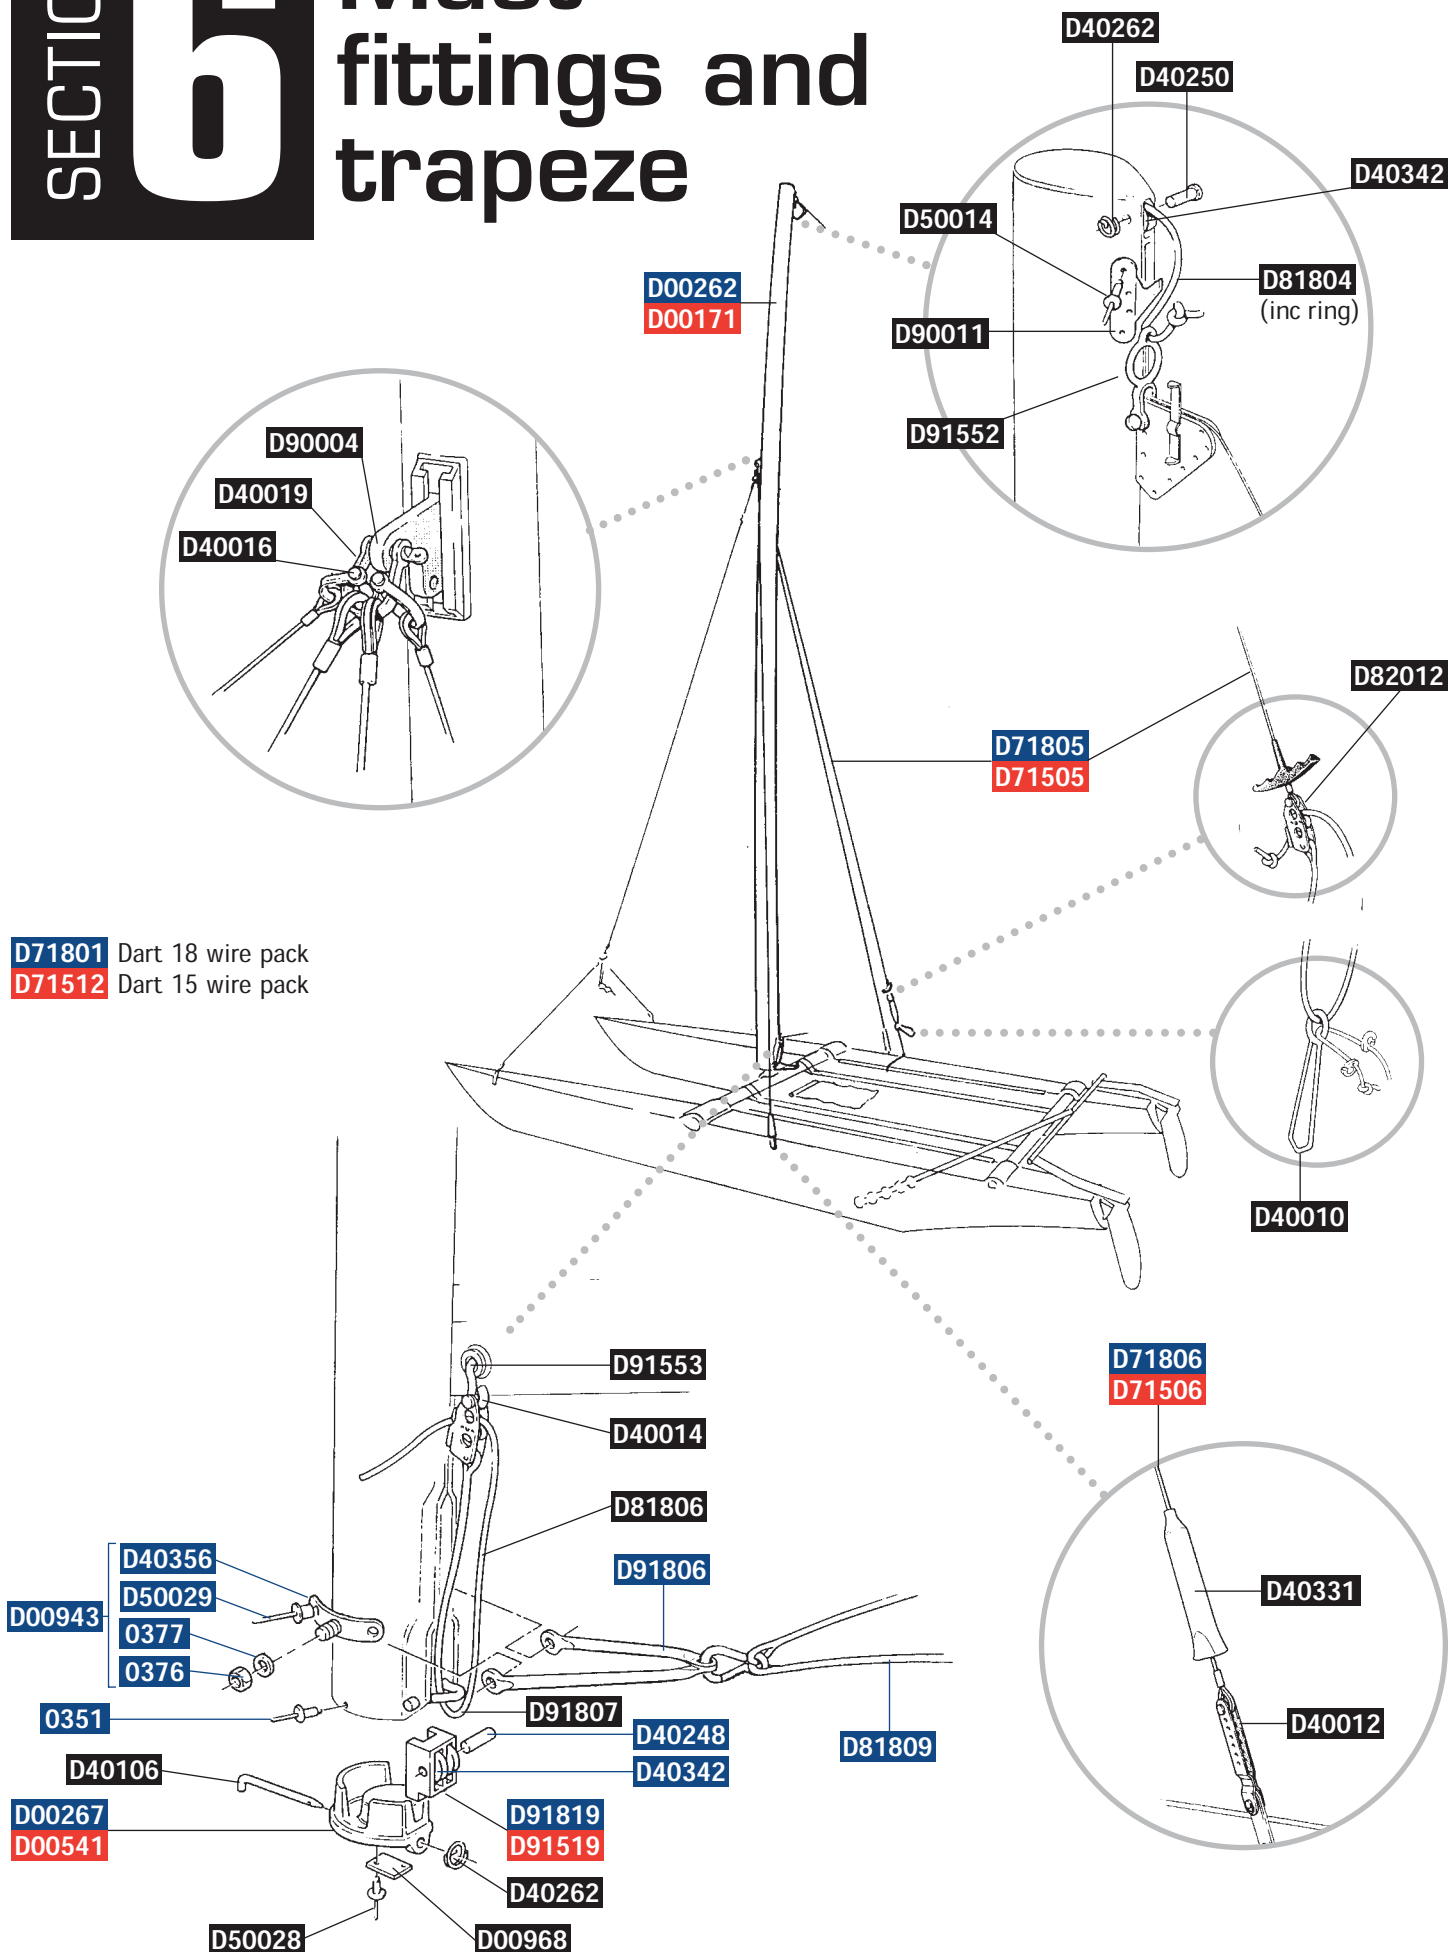 SECTIO
6
Mast
fittings and
trapeze
D40262
D40250
D40342
D50014
D81804
(inc ring)
D90011
D91552
D00262
D00171
D90004
D40019
D40016
D82012
D71805
D71505
D71801 Dart 18 wire pack
D71512 Dart 15 wire pack
D40010
D91553
D40014
D81806
D71806
D71506
D40356
D50029
D00943
0377
0376
0351
D91806
D40331
D91807
D40248
D40342
D81809
D40012
D40106
D00267
D00541
D91819
D91519
D40262
D50028
D00968